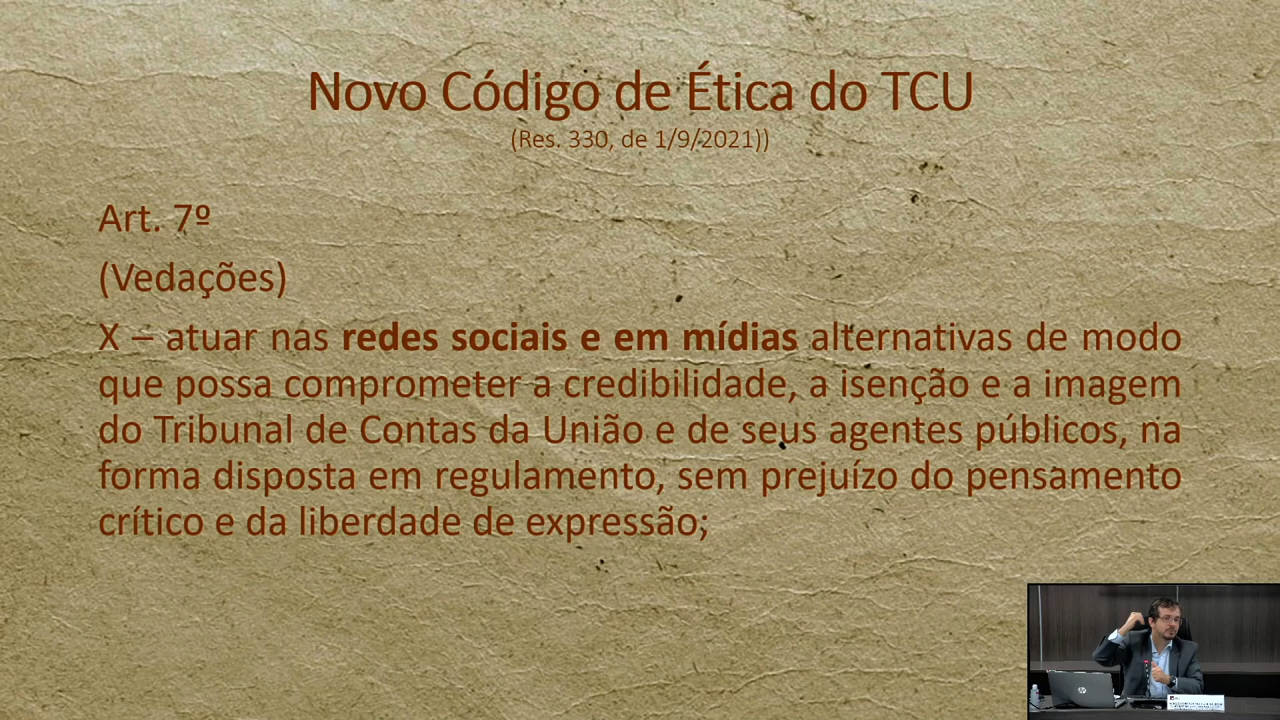 Novo Código de Ética do TCU
(Res. 330, de 1/9/2021))
Art. 7º
(Vedações)
X – atuar nas redes sociais e em mídias alternativas de modo
que possa comprometer a credibilidade, a isenção e a imagem
do Tribunal de Contas da União e de seus agentes públicos, na
forma disposta em regulamento, sem prejuízo do pensamento
crítico e da liberdade de expressão;
hp